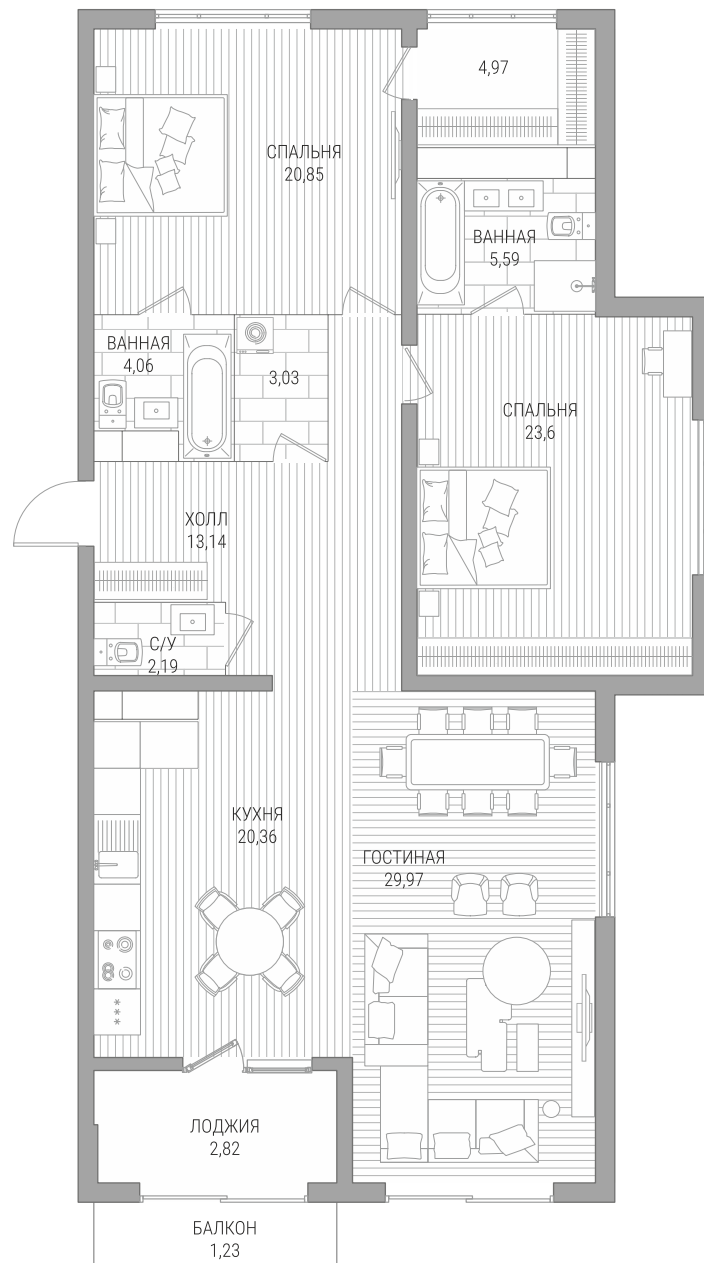 4,97
СПАЛЬНЯ
20,85
ВАННАЯ
5,59
ВАННАЯ
4,06
3,03
СПАЛЬНЯ
23,6
ХОЛЛ
13,14
С/У
2,19
КУХНЯ
20,36
ГОСТИНАЯ
29,97
ЛОДЖИЯ
2,82
БАЛКОН
1,23